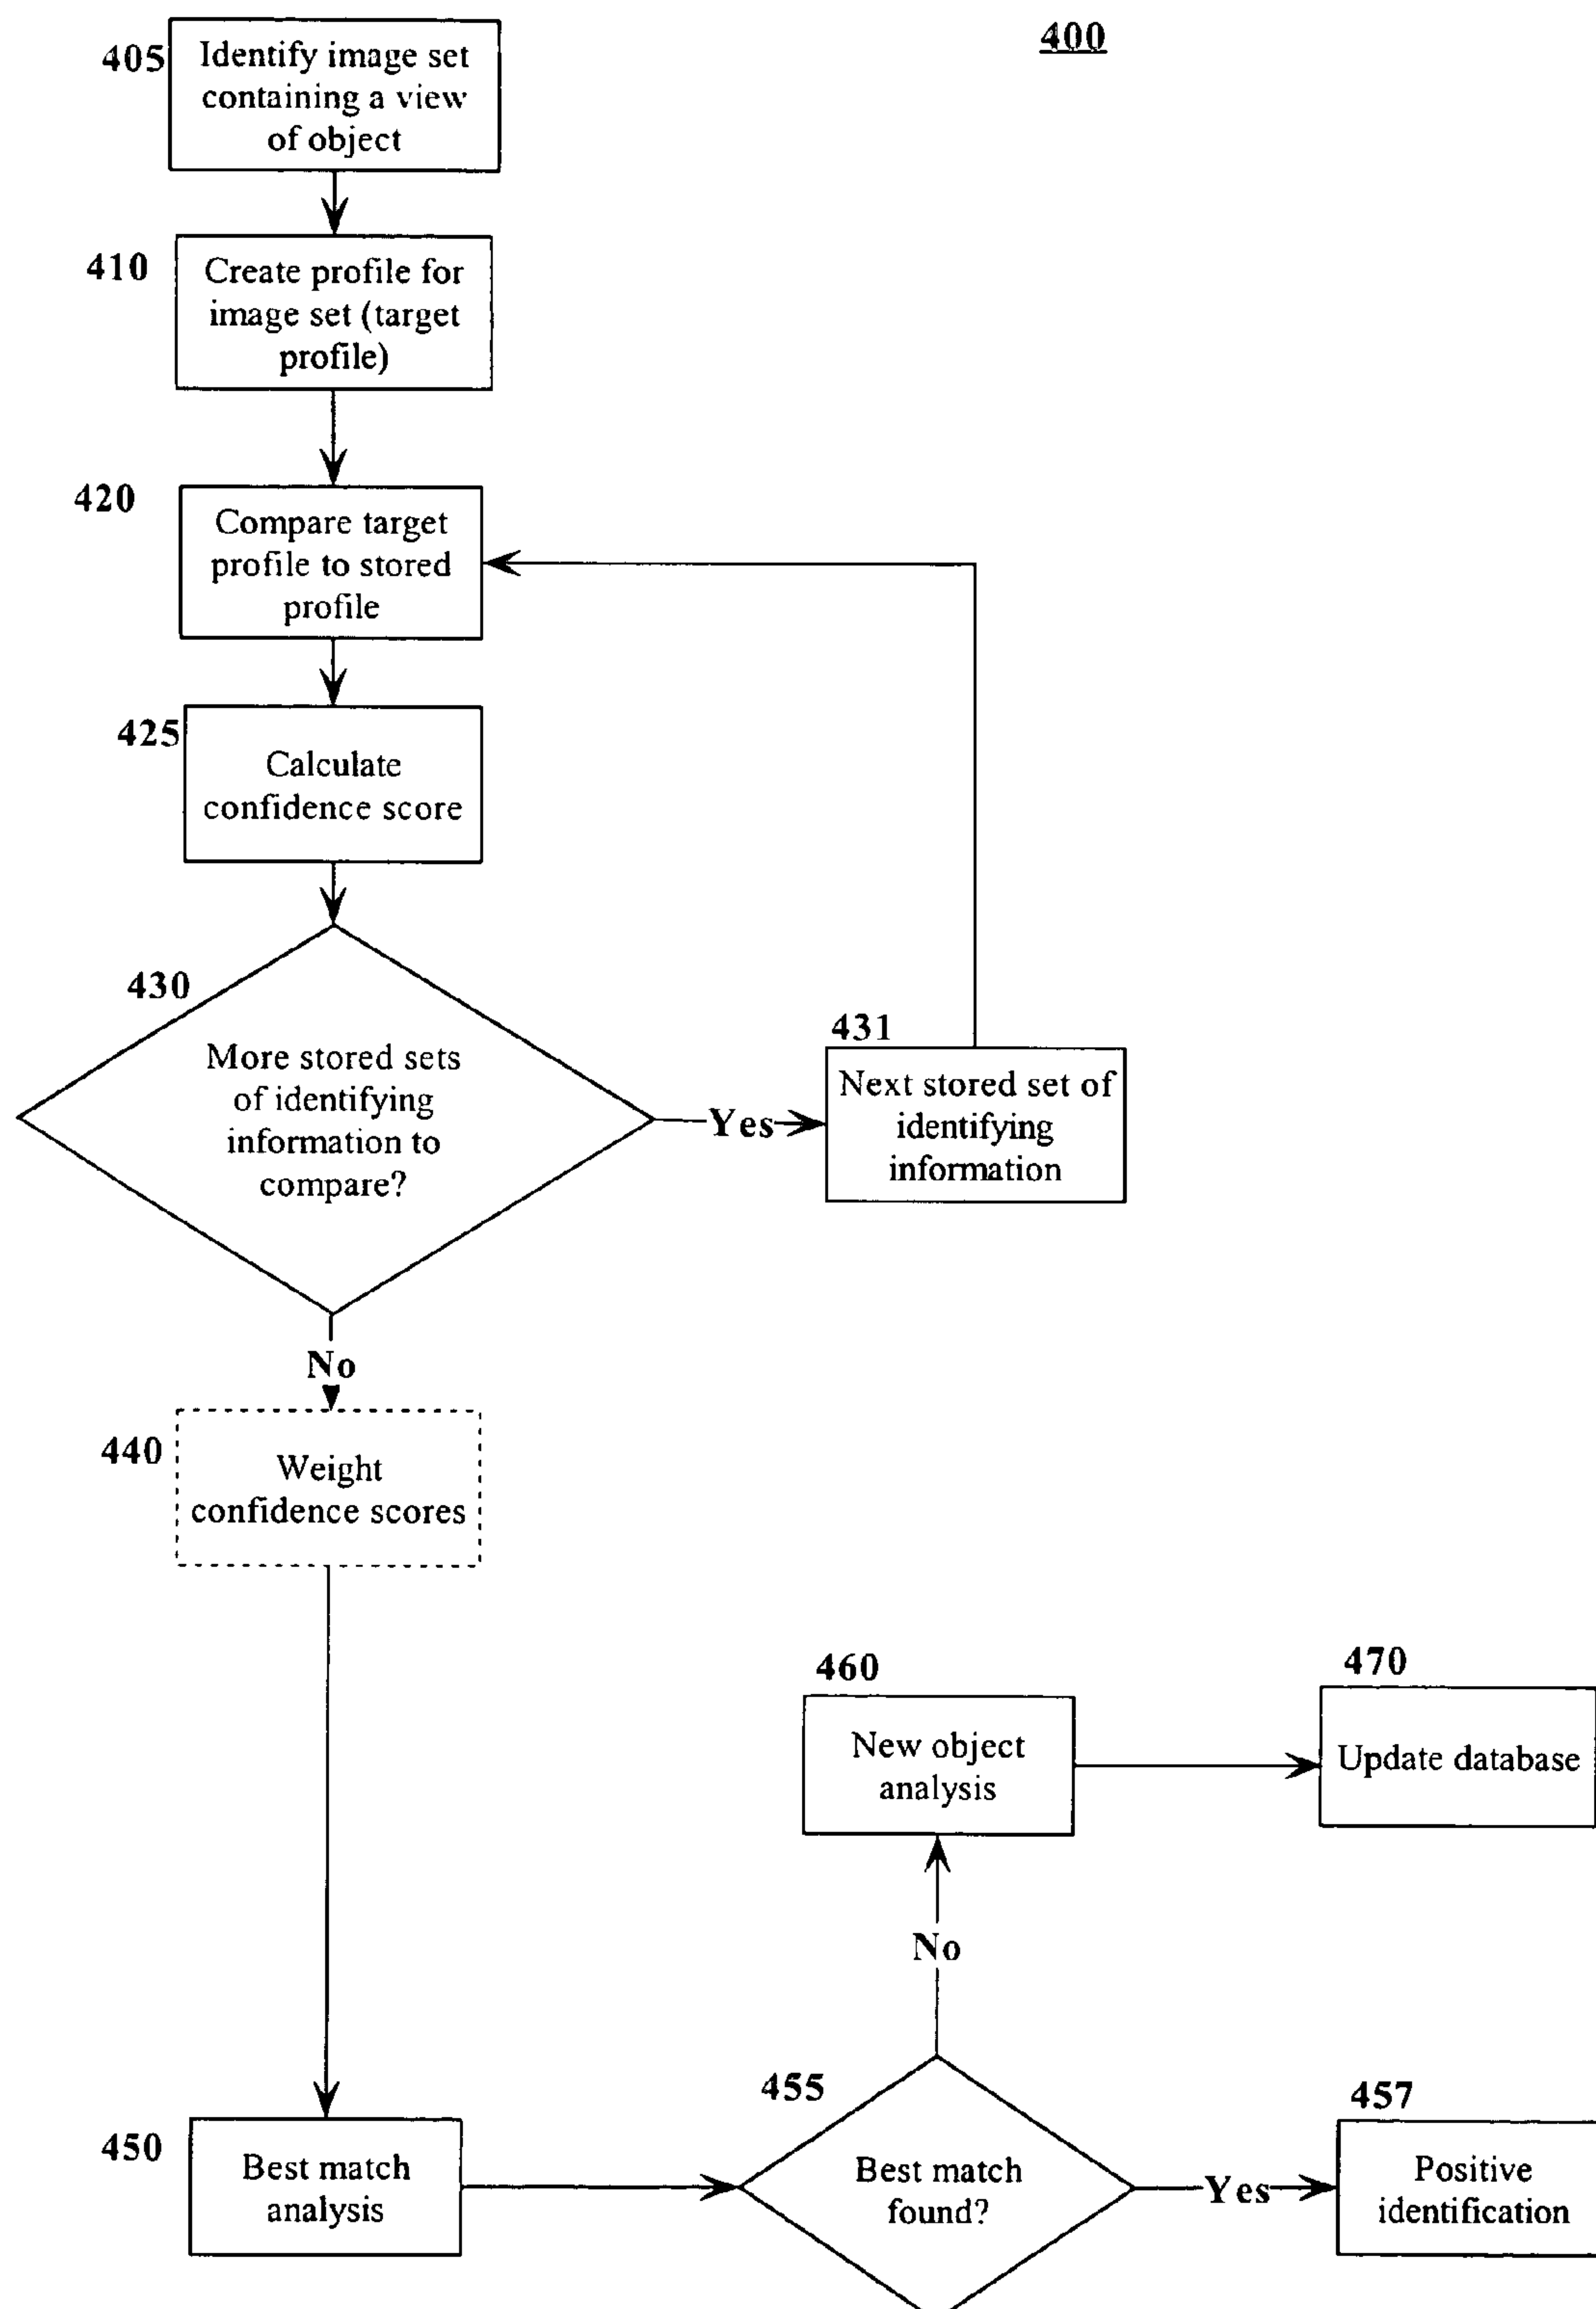 400
405
Identify image set
containing a view
of object
410
Create profile for
image set (target
profile)
420
Compare target
profile to stored
profile
425
Calculate
confidence score
430
More stored sets
of identifying
information to
compare?
Yes
431
Next stored set of
identifying
information
No
440
Weight
confidence scores
450
Best match
analysis
455
Best match
found?
No
460
New object
analysis
470
Update database
Yes
457
Positive
identification